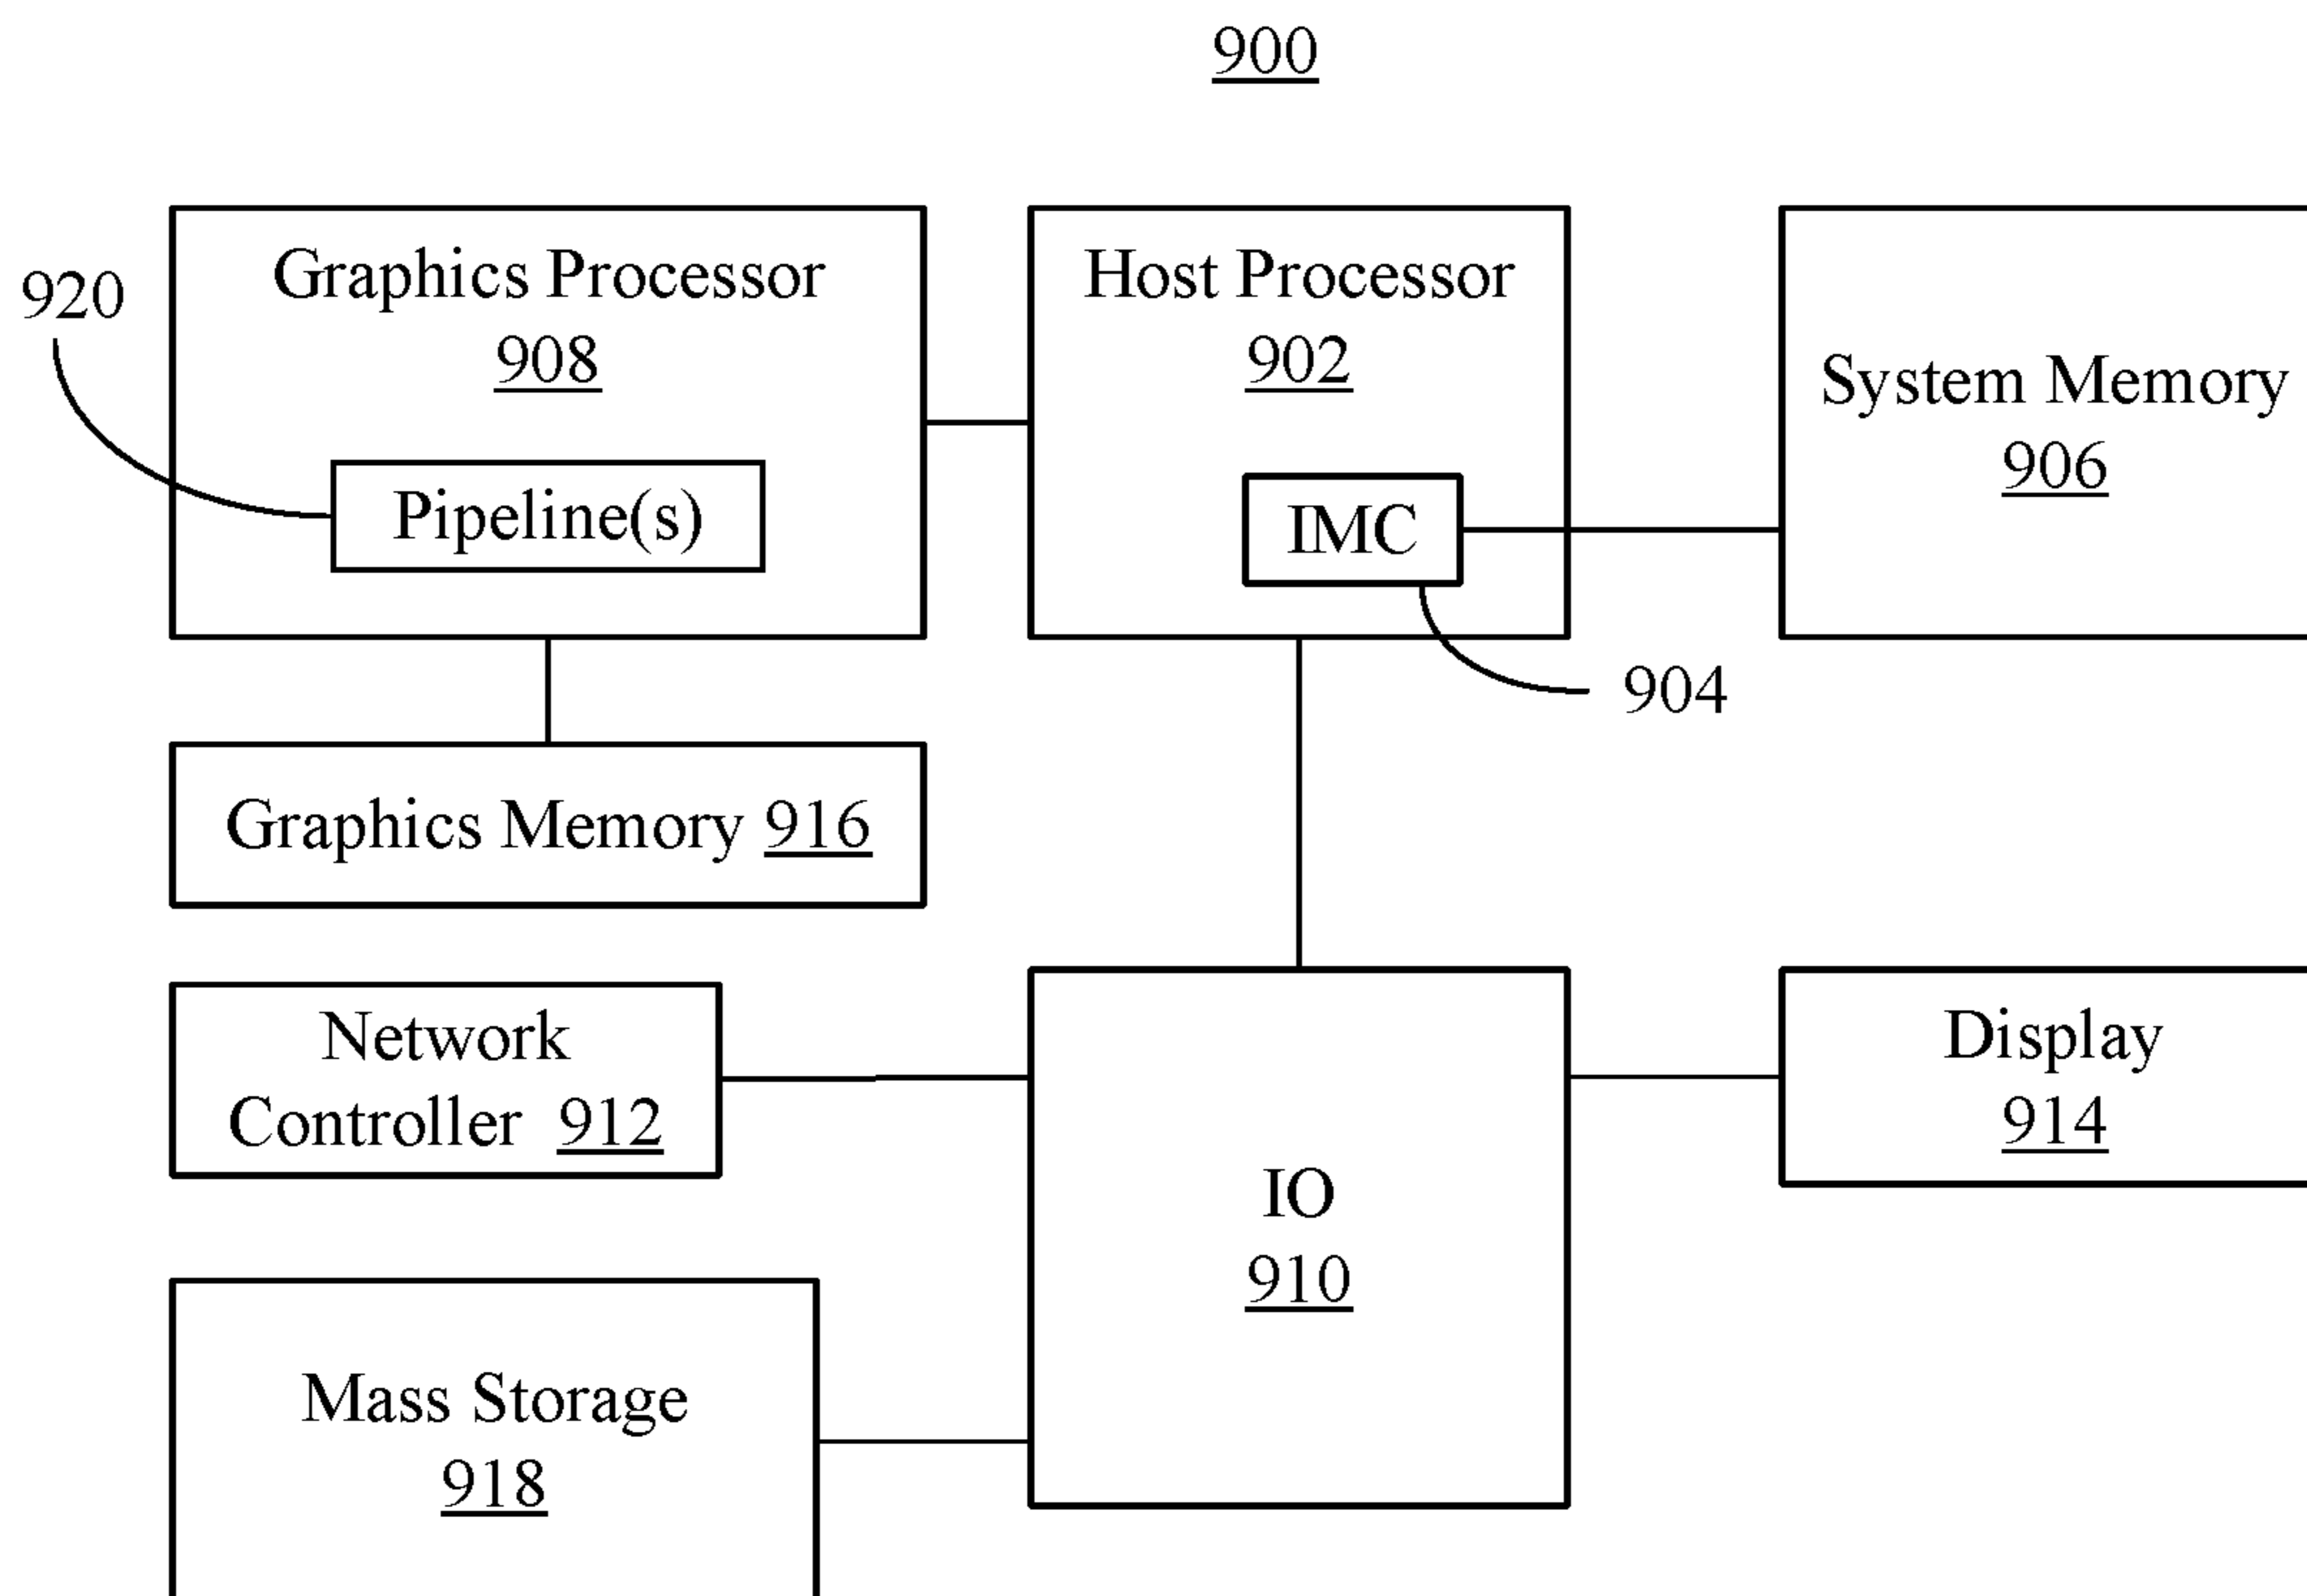 900
Graphics Processor
908
920
Pipeline(s)
Host Processor
902
IMC
904
System Memory
906
Graphics Memory 916
Network
Controller 912
IO
910
Display
914
Mass Storage
918